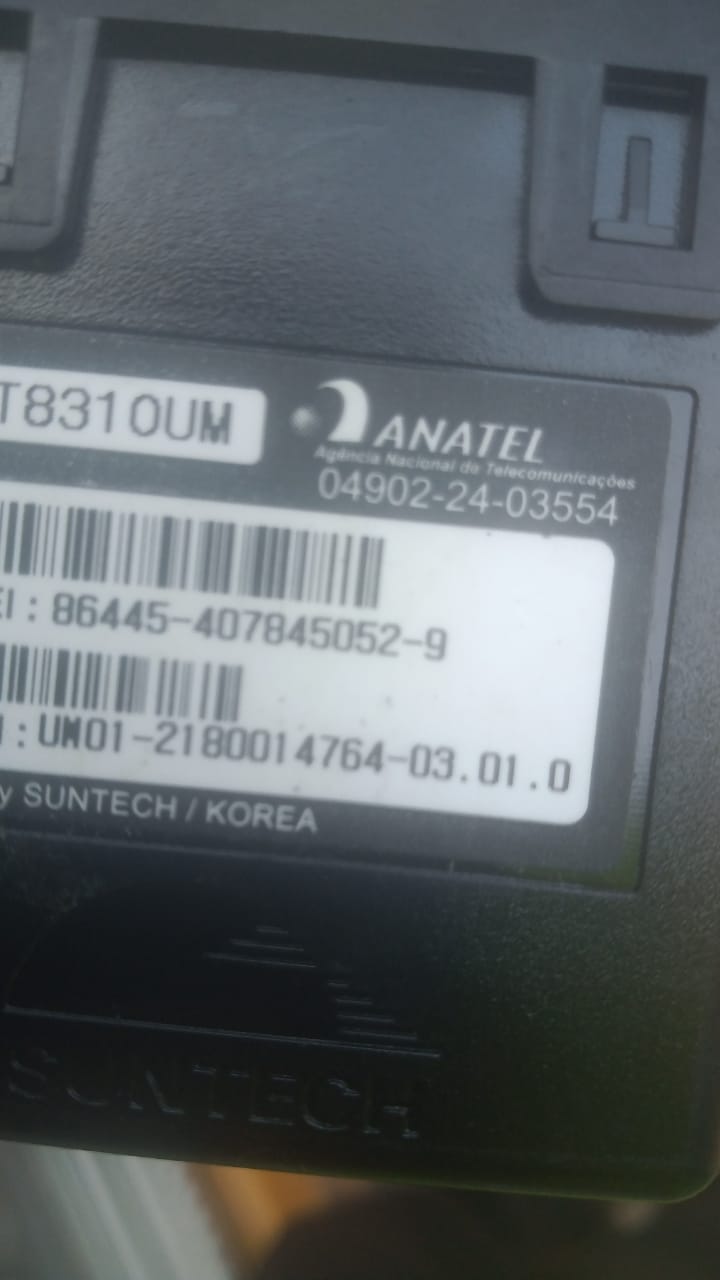 T8310UM
ANATEL
Agência Nacional de Telecomunicações
04902-24-03554
EI : 86445-407845052-9
: UM01-2180014764-03.01.0
y SUNTECH / KOREA
SUNTECH